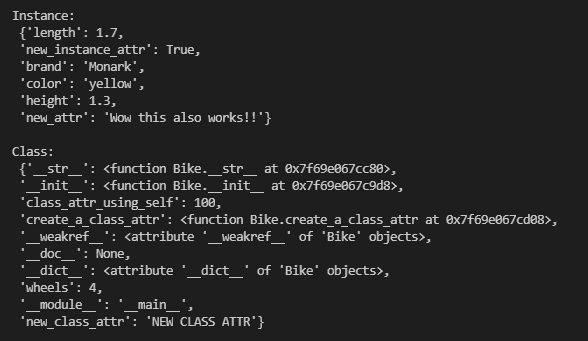 Instance:
{'length': 1.7,
'new_instance_attr': True,
'brand': 'Monark',
'color': 'yellow',
'height': 1.3,
'new_attr': 'Wow this also works!!'}
Class:
{'__str__': <function Bike.__str__ at 0x7f69e067cc80>,
'__init__': <function Bike.__init__ at 0x7f69e067c9d8>,
'class_attr_using_self': 100,
'create_a_class_attr': <function Bike.create_a_class_attr at 0x7f69e067cd08>,
'__weakref__': <attribute '__weakref__' of 'Bike' objects>,
'__doc__': None,
'__dict__': <attribute '__dict__' of 'Bike' objects>,
'wheels': 4,
'__module__': '__main__',
'new_class_attr': 'NEW CLASS ATTR'}